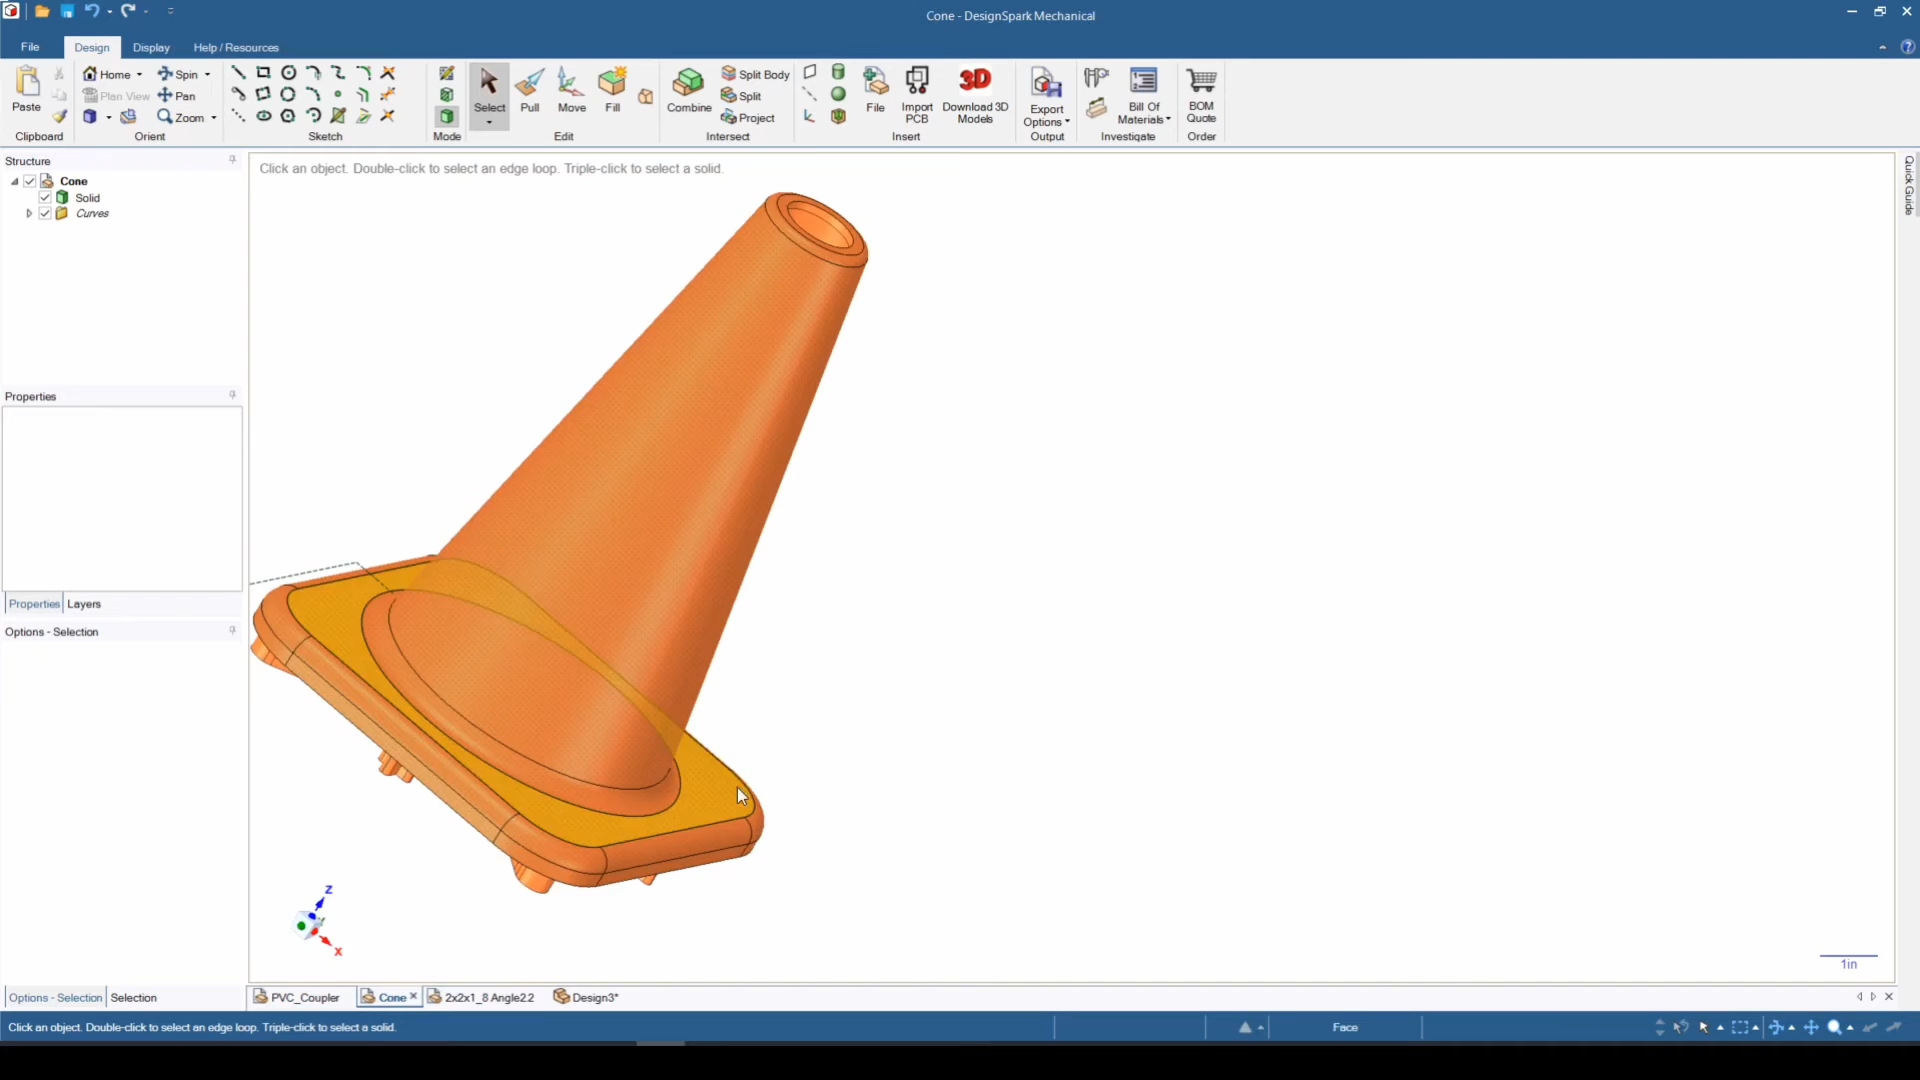 Cone - DesignSpark Mechanical
File Design Display Help / Resources
Paste
Clipboard
Home Spin
Plan View Pan
Zoom
Orient
Sketch
Mode
Select Pull Move Fill
Edit
Combine Split Body
Split
Project
Intersect
File Import PCB 3D Download 3D Models
Insert
Export Options
Output
Bill Of Materials
Investigate
BOM Quote
Order
Structure
Cone
Solid
Curves
Properties
Properties Layers
Options - Selection
Click an object. Double-click to select an edge loop. Triple-click to select a solid.
Quick Guide
Z
X
1in
Options - Selection Selection
PVC_Coupler Cone 2x2x1_8 Angle2.2 Design3*
Click an object. Double-click to select an edge loop. Triple-click to select a solid.
Face